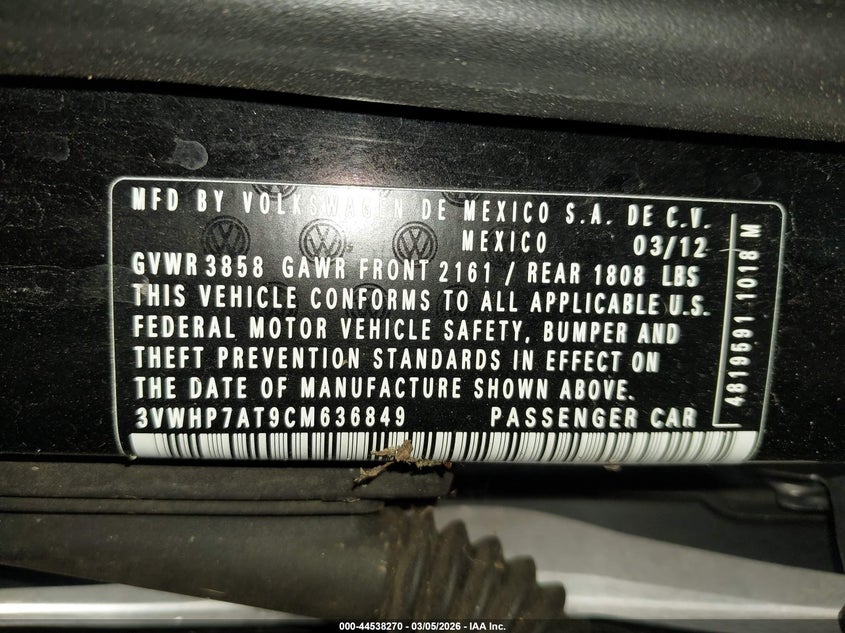 MFD BY VOLKSWAGEN DE MEXICO S.A. DE C.V.
MEXICO 03/12
GVWR 3858 GAWR FRONT 2161 / REAR 1808 LBS
THIS VEHICLE CONFORMS TO ALL APPLICABLE U.S.
FEDERAL MOTOR VEHICLE SAFETY, BUMPER AND
THEFT PREVENTION STANDARDS IN EFFECT ON
THE DATE OF MANUFACTURE SHOWN ABOVE.
3VWHP7AT9CM636849 PASSENGER CAR
4819691 1018 M
000-44538270 - 03/05/2026 - IAA Inc.